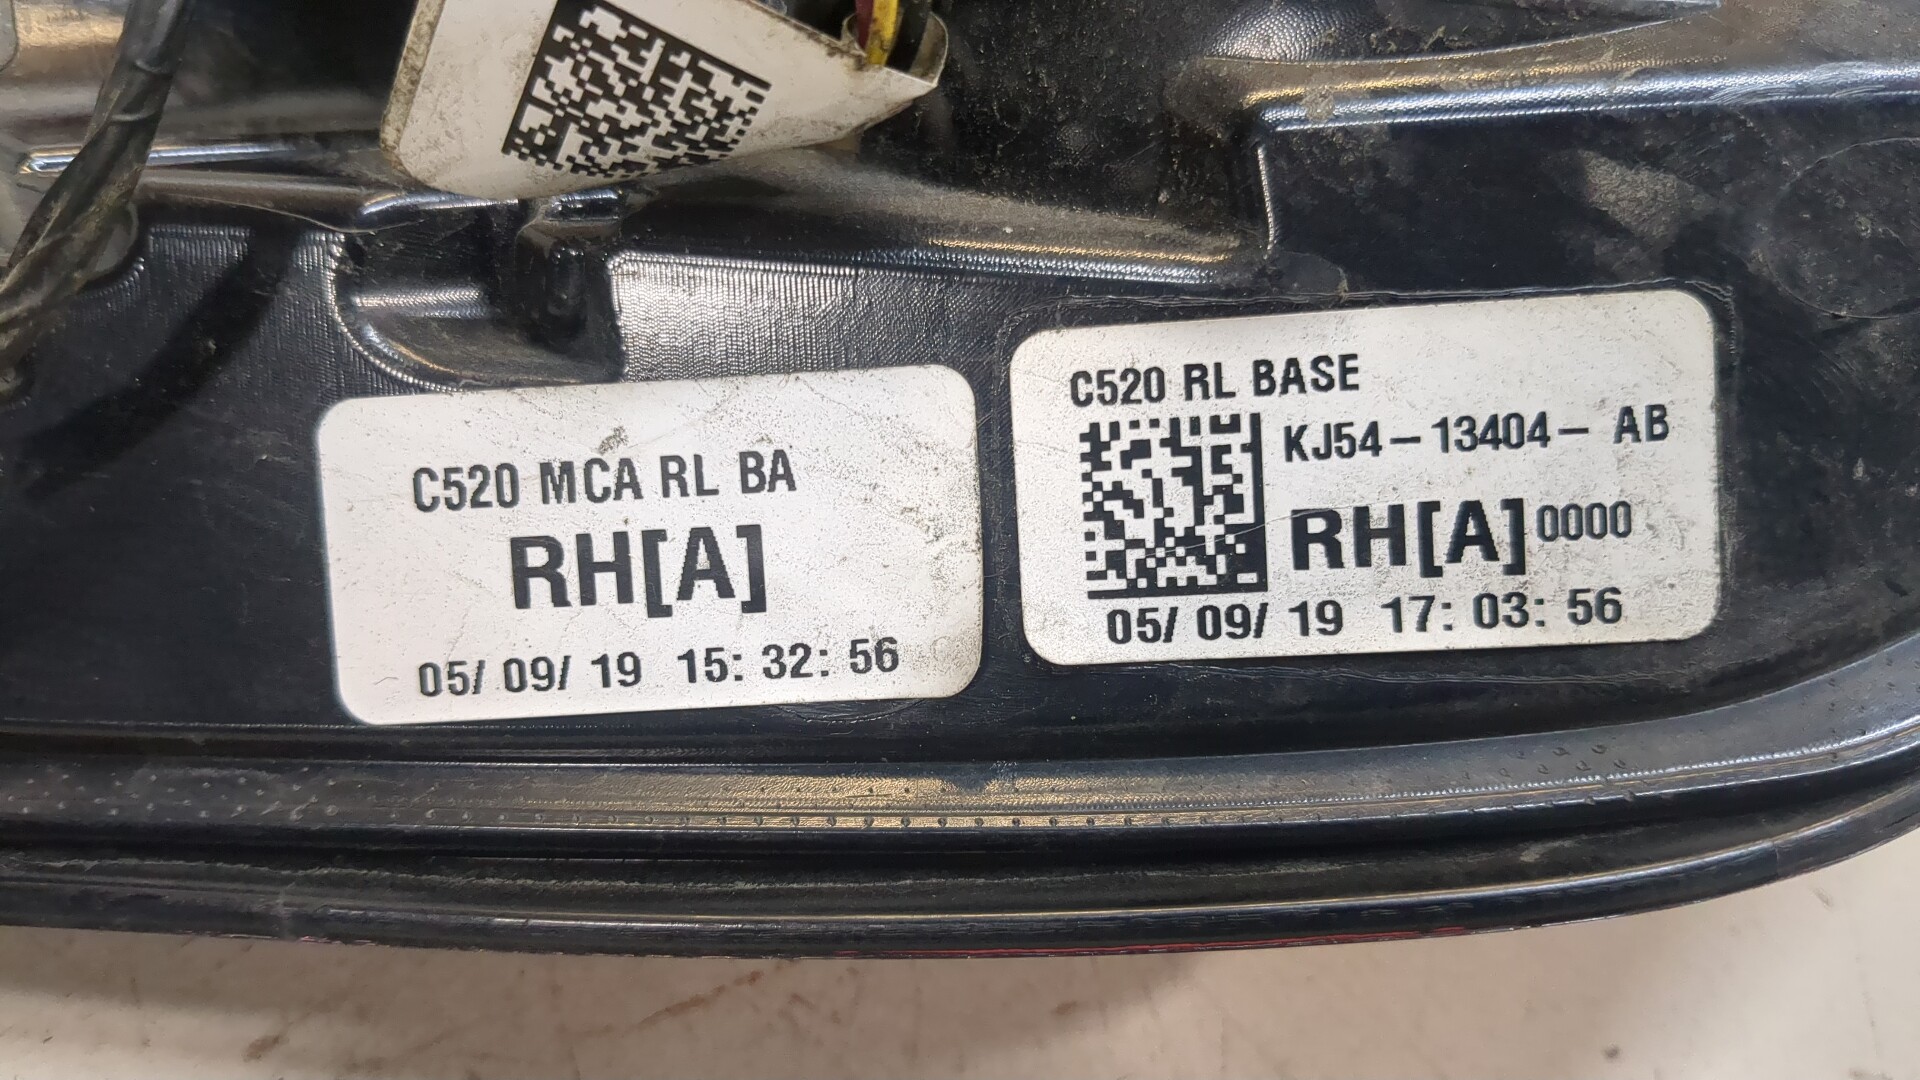 C520 MCA RL BA
RH[A]
05/ 09/ 19 15: 32: 56
C520 RL BASE
KJ54-13404- AB
RH[A] 0000
05/ 09/ 19 17: 03: 56